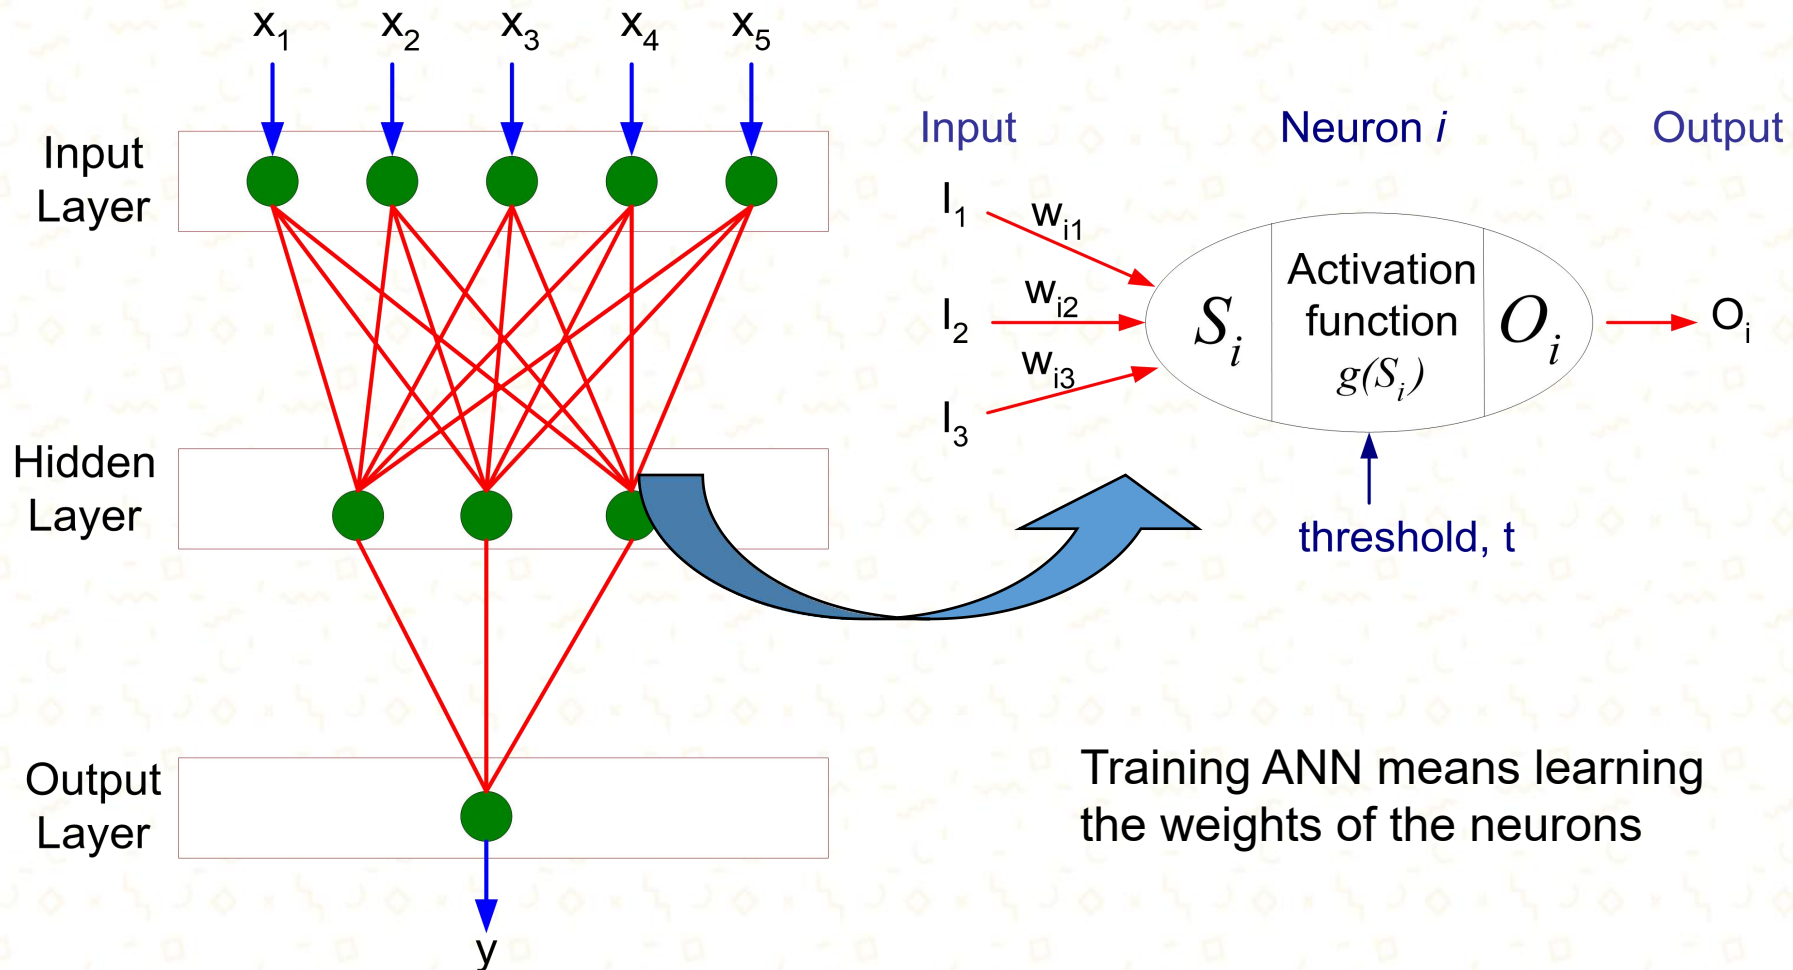 x₁ x₂ x₃ x₄ x₅
Input
Layer
Hidden
Layer
Output
Layer
y
Input Neuron i Output
I₁ wᵢ₁
I₂ wᵢ₂
I₃ wᵢ₃
Sᵢ
Activation
function
g(Sᵢ)
Oᵢ
Oᵢ
threshold, t
Training ANN means learning
the weights of the neurons